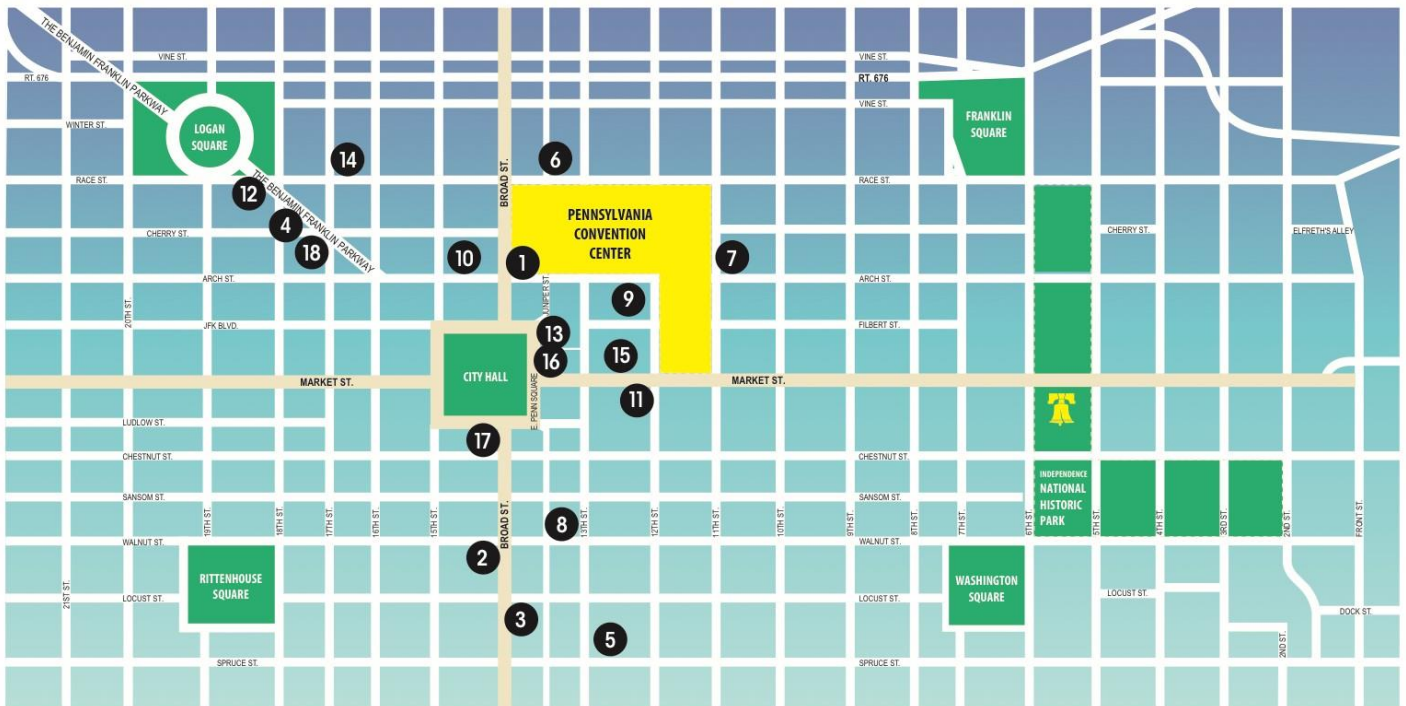 THE BENJAMIN FRANKLIN PARKWAY
VINE ST.
VINE ST.
RT. 676
RT. 676
VINE ST.
WINTER ST.
LOGAN
SQUARE
FRANKLIN
SQUARE
14
6
BROAD ST.
RACE ST.
RACE ST.
12
THE BENJAMIN FRANKLIN PARKWAY
PENNSYLVANIA
CONVENTION
CENTER
4
CHERRY ST.
CHERRY ST.
ELFRETH'S ALLEY
18
10
1
7
ARCH ST.
ARCH ST.
JUNIPER ST.
9
20TH ST.
JFK BLVD.
FILBERT ST.
13
15
16
CITY HALL
MARKET ST.
MARKET ST.
E. PENN SQUARE
11
LUDLOW ST.
17
CHESTNUT ST.
CHESTNUT ST.
INDEPENDENCE
NATIONAL
HISTORIC
PARK
SANSOM ST.
SANSOM ST.
19TH ST.
18TH ST.
17TH ST.
16TH ST.
15TH ST.
BROAD ST.
8
13TH ST.
12TH ST.
11TH ST.
10TH ST.
9TH ST.
8TH ST.
7TH ST.
6TH ST.
5TH ST.
4TH ST.
3RD ST.
2ND ST.
FRONT ST.
WALNUT ST.
WALNUT ST.
2
RITTENHOUSE
SQUARE
WASHINGTON
SQUARE
21ST ST.
LOCUST ST.
LOCUST ST.
LOCUST ST.
DOCK ST.
3
5
2ND ST.
SPRUCE ST.
SPRUCE ST.